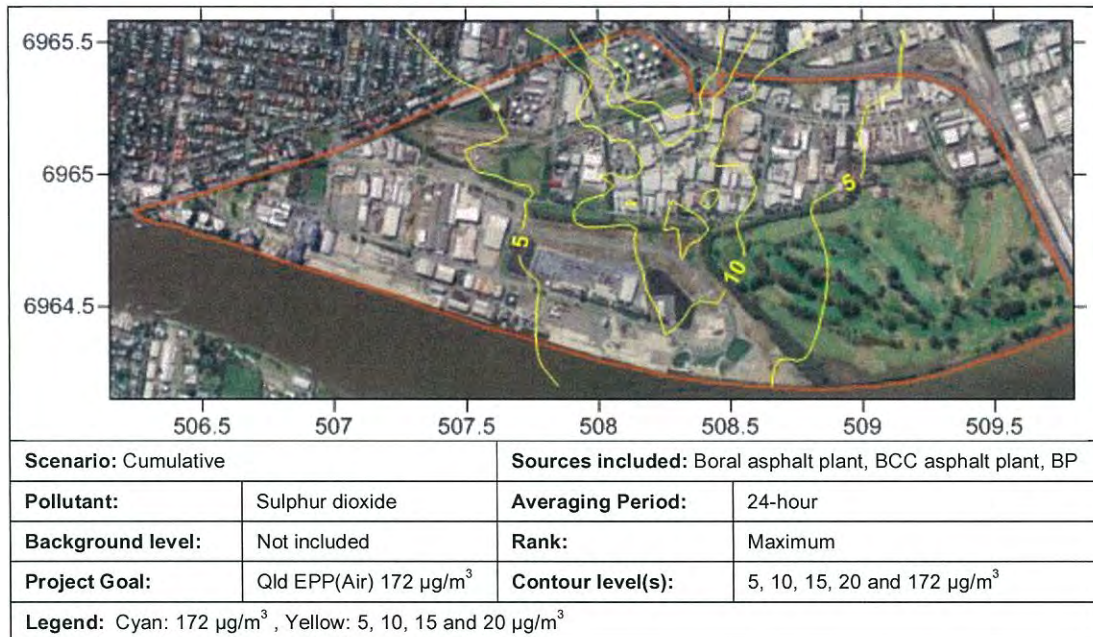 6965.5
6965
6964.5
5
10
5
506.5 507 507.5 508 508.5 509 509.5
Scenario: Cumulative Sources included: Boral asphalt plant, BCC asphalt plant, BP
Pollutant: Sulphur dioxide Averaging Period: 24-hour
Background level: Not included Rank: Maximum
Project Goal: Qld EPP(Air) 172 µg/m³ Contour level(s): 5, 10, 15, 20 and 172 µg/m³
Legend: Cyan: 172 µg/m³ , Yellow: 5, 10, 15 and 20 µg/m³